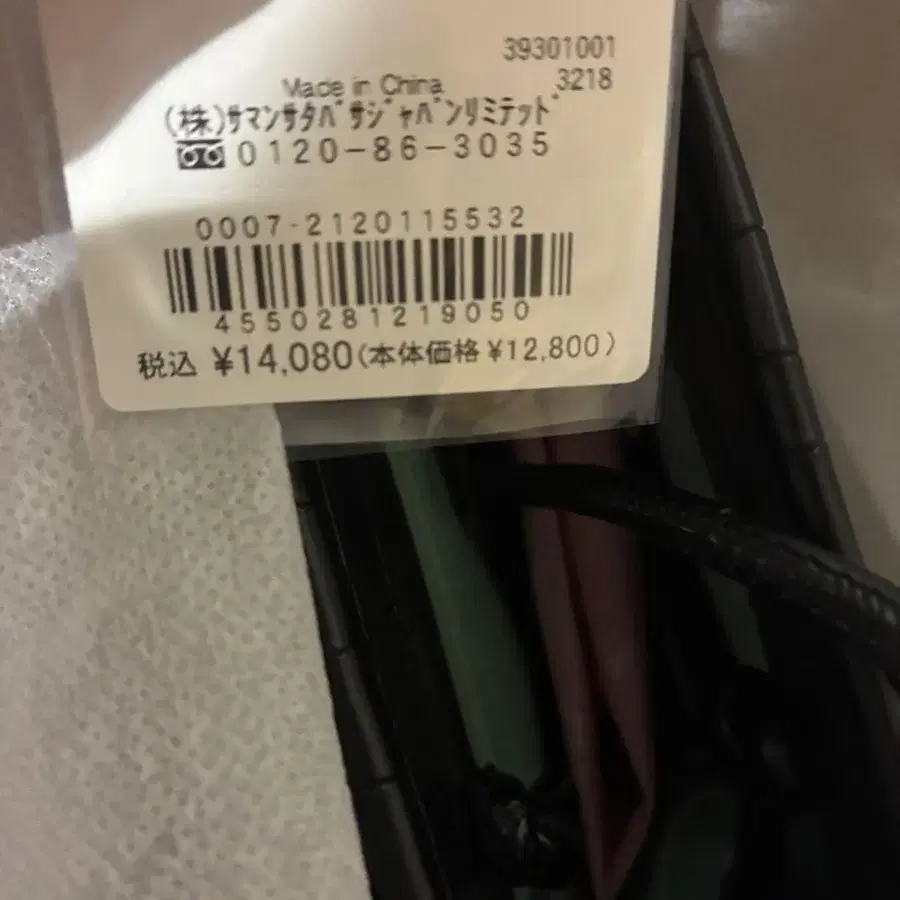 39301001
Made in China 3218
(株)ｻﾏﾝｻﾀﾊﾞｻｼﾞｬﾊﾟﾝﾘﾐﾃｯﾄﾞ
0120-86-3035
0007-2120115532
4550281219050
税込 ¥14,080(本体価格¥12,800)